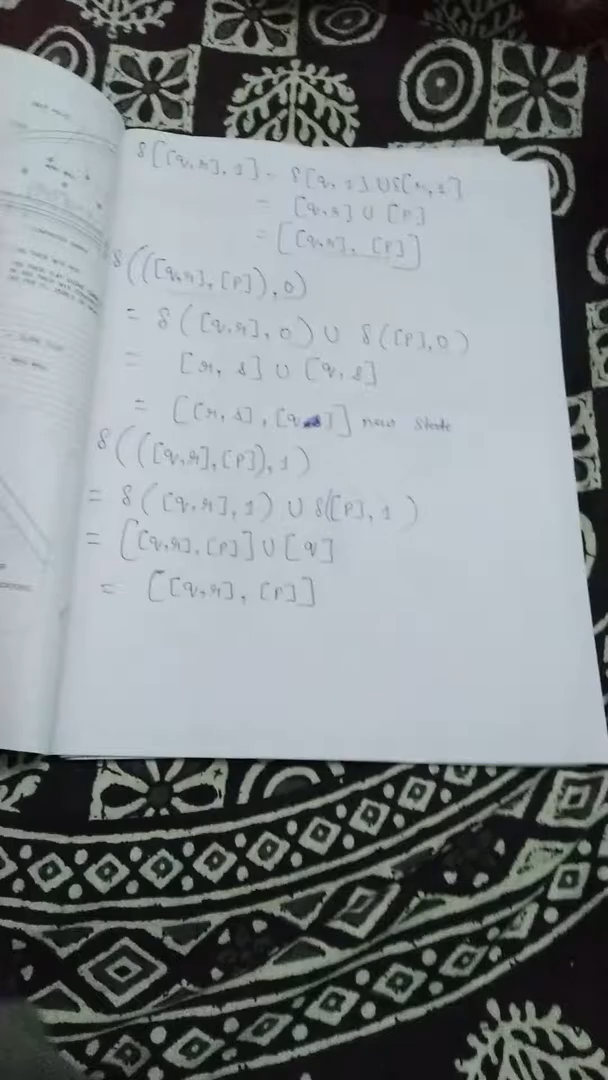 δ[[q,r],1] = δ[q,1] ∪ δ[r,1]
= [q,r] ∪ [p]
= [[q,r], [p]]
δ(([q,r],[p]),0)
= δ([q,r],0) ∪ δ([p],0)
= [r,s] ∪ [q,s]
= [[r,s],[q,s]] new state
δ(([q,r],[p]),1)
= δ([q,r],1) ∪ δ([p],1)
= [[q,r],[p]] ∪ [q]
= [[q,r], [p]]